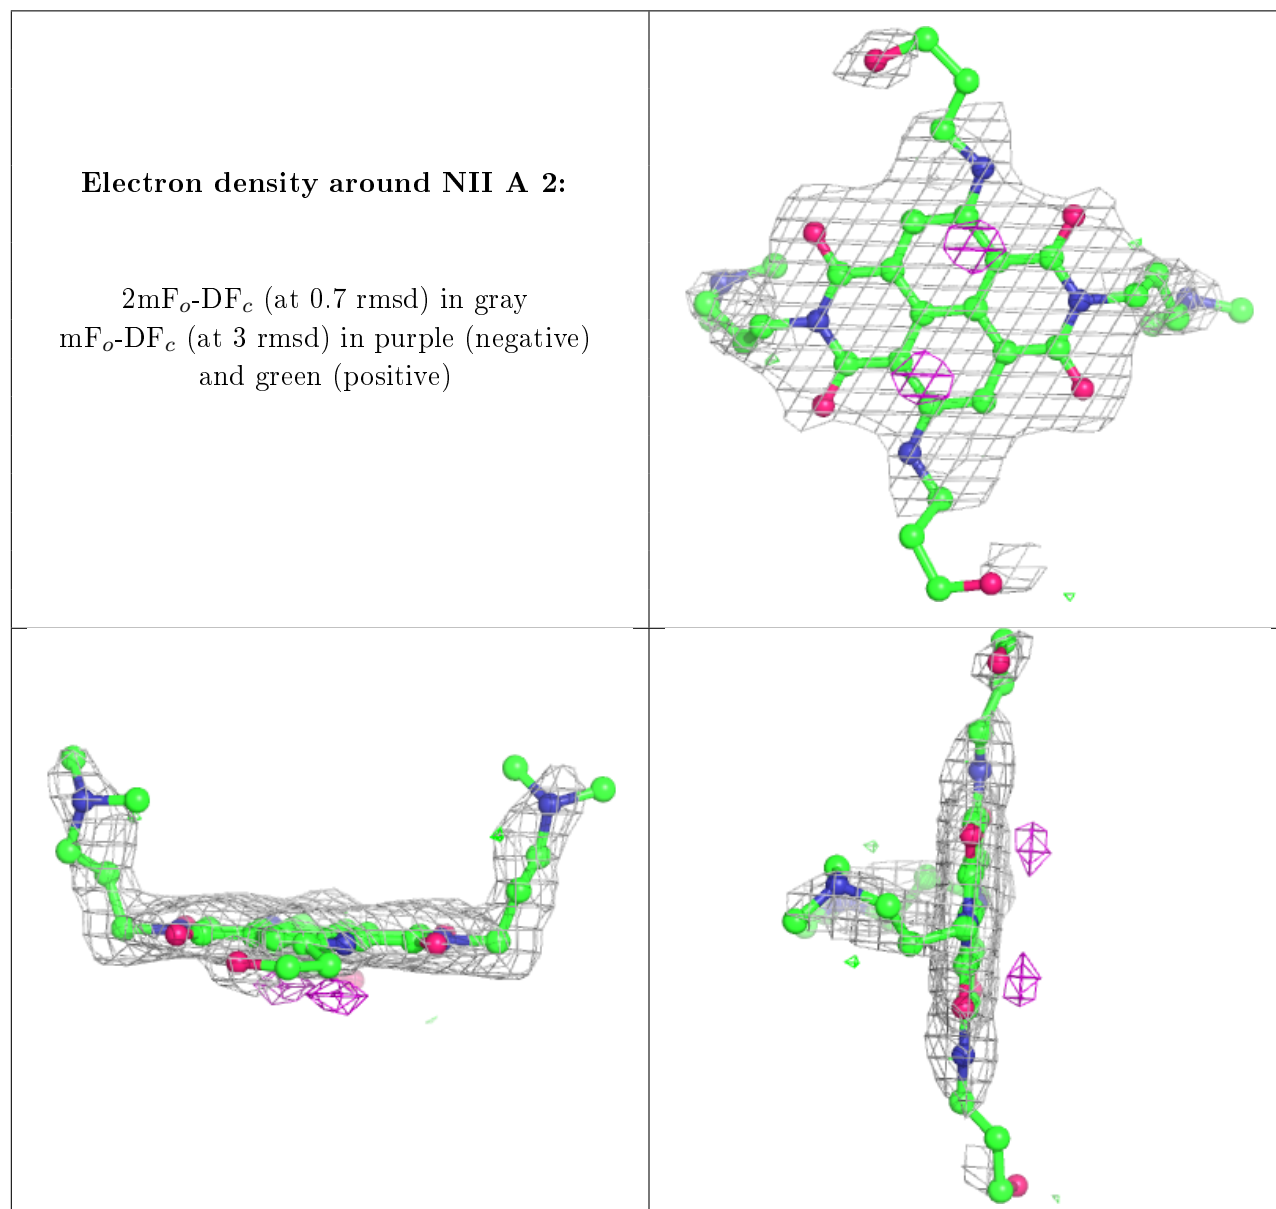 Electron density around NII A 2:
2mFo-DFc (at 0.7 rmsd) in gray
mFo-DFc (at 3 rmsd) in purple (negative)
and green (positive)